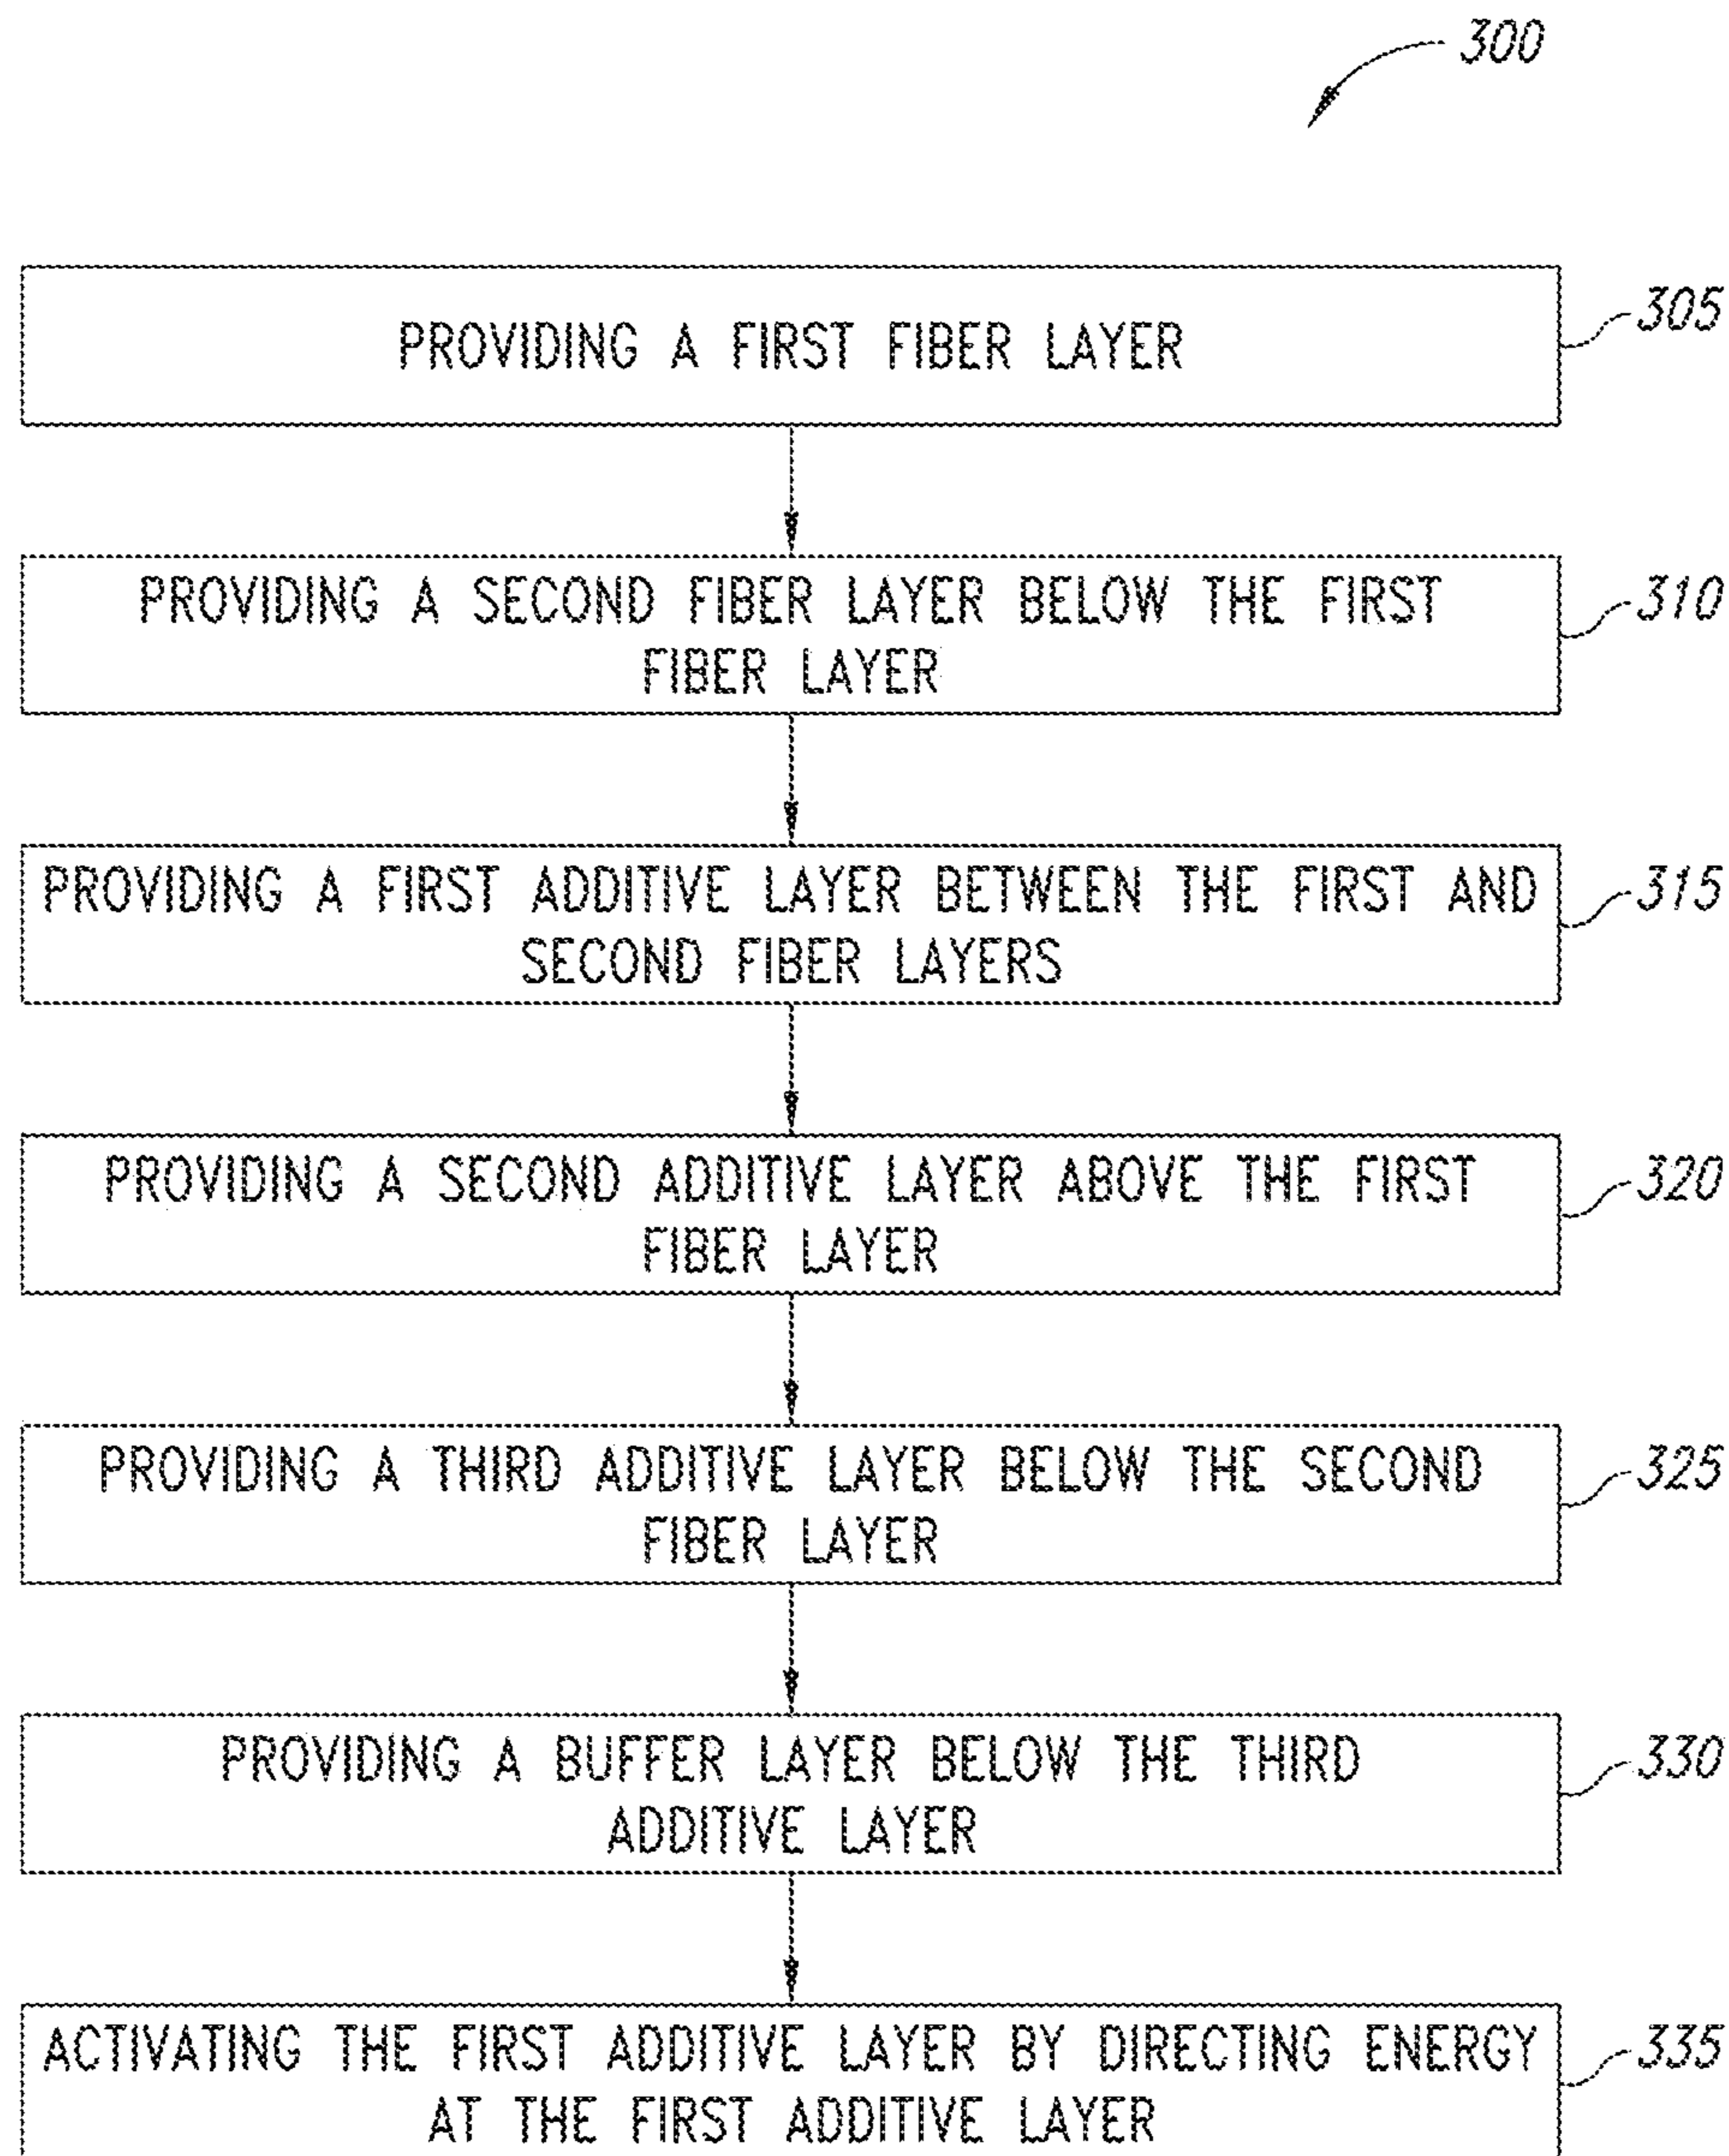 300
PROVIDING A FIRST FIBER LAYER
305
PROVIDING A SECOND FIBER LAYER BELOW THE FIRST
FIBER LAYER
310
PROVIDING A FIRST ADDITIVE LAYER BETWEEN THE FIRST AND
SECOND FIBER LAYERS
315
PROVIDING A SECOND ADDITIVE LAYER ABOVE THE FIRST
FIBER LAYER
320
PROVIDING A THIRD ADDITIVE LAYER BELOW THE SECOND
FIBER LAYER
325
PROVIDING A BUFFER LAYER BELOW THE THIRD
ADDITIVE LAYER
330
ACTIVATING THE FIRST ADDITIVE LAYER BY DIRECTING ENERGY
AT THE FIRST ADDITIVE LAYER
335